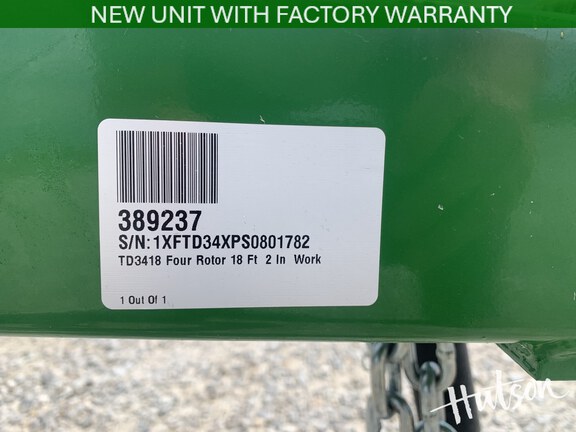 NEW UNIT WITH FACTORY WARRANTY
389237
S/N:1XFTD34XPS0801782
TD3418 Four Rotor 18 Ft 2 In Work
1 Out Of 1
Hutson